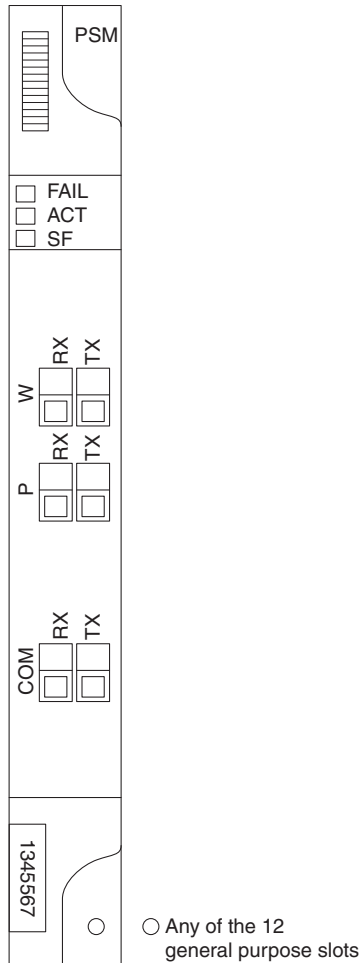 PSM
FAIL
ACT
SF
RX
TX
W
RX
TX
P
RX
TX
COM
1345567
Any of the 12
general purpose slots